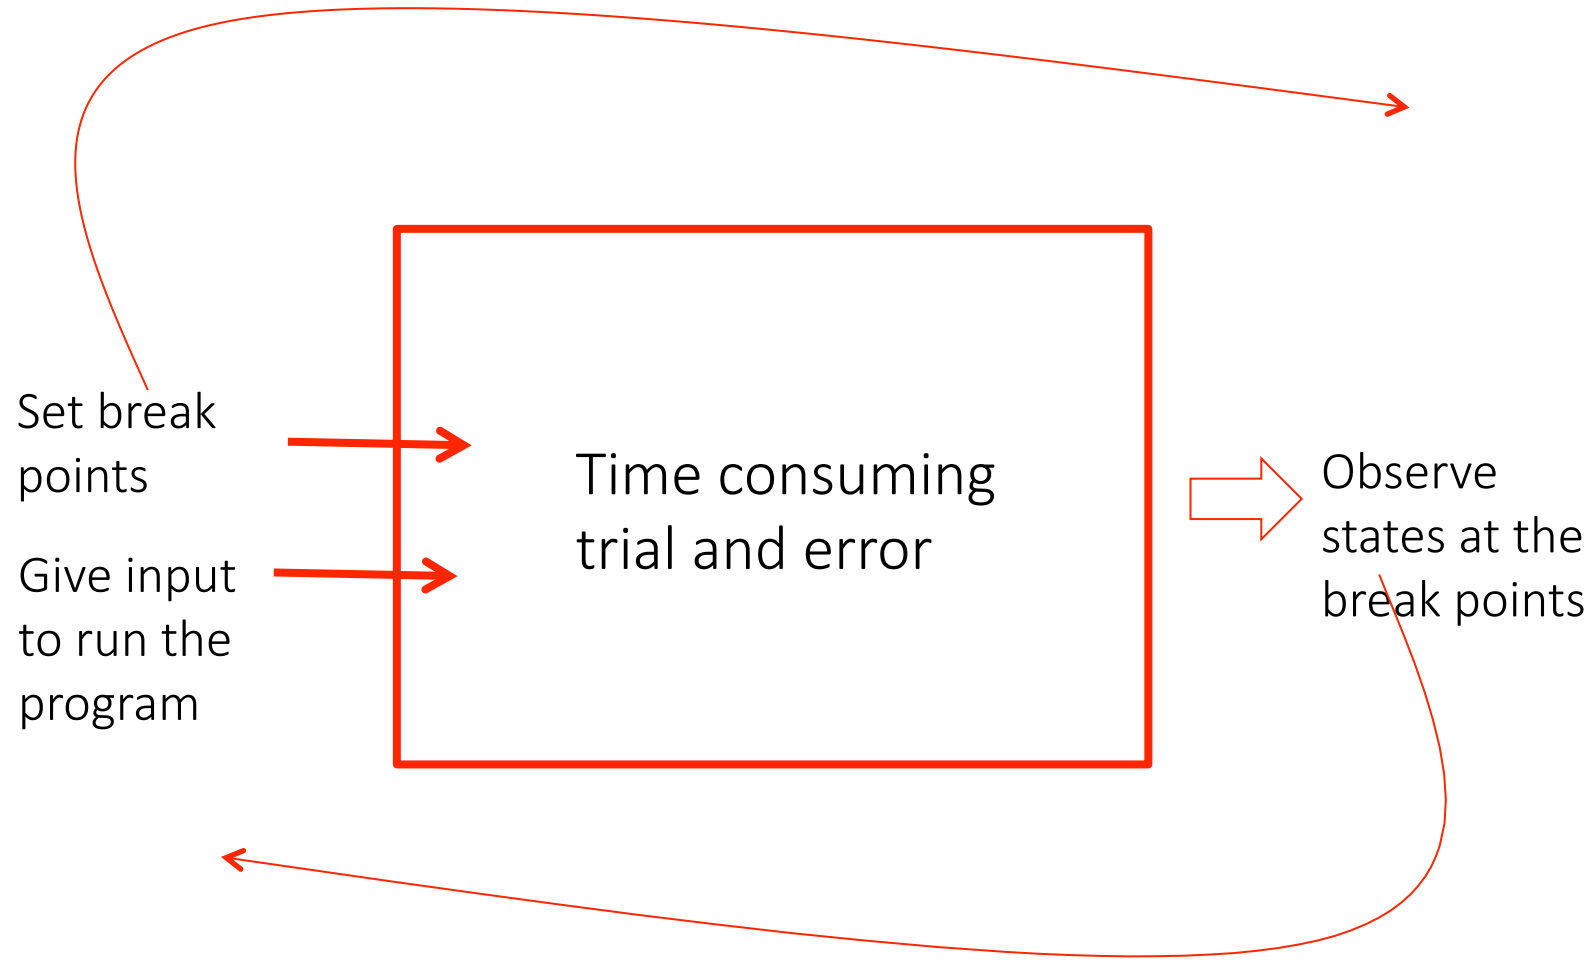 Set break
points
Give input
to run the
program
Time consuming
trial and error
Observe
states at the
break points